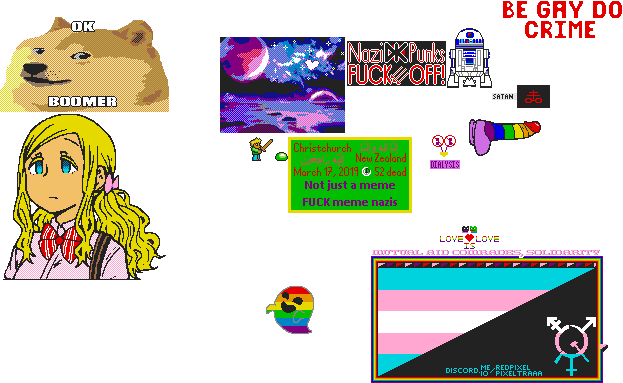 BE GAY DO
CRIME
OK
BOOMER
Nazi Punks
FUCK OFF!
SATAN
Christchurch
New Zealand
March 17, 2019 52 dead
Not just a meme
FUCK meme nazis
DIALYSIS
LOVE LOVE
IS
MUTUAL AID COMRADES, SOLIDARITY
DISCORD ME/REDPIXEL
IO/PIXELTRAAA